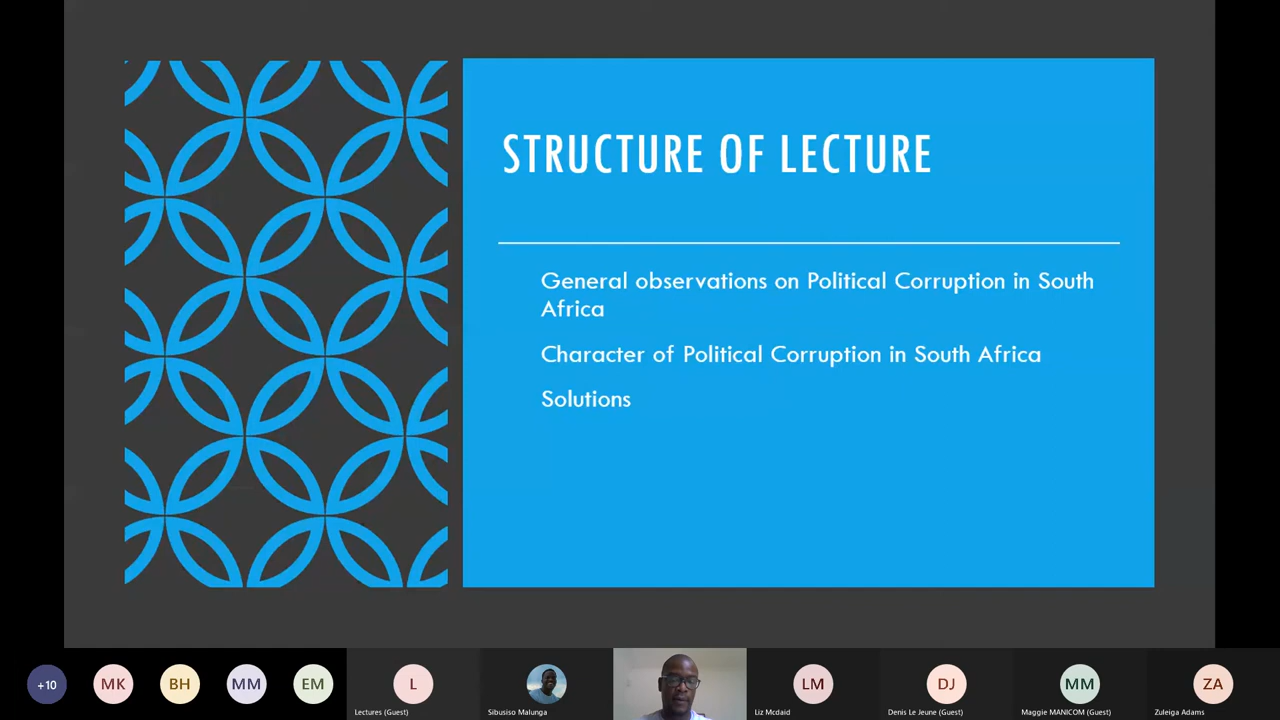 STRUCTURE OF LECTURE
General observations on Political Corruption in South
Africa
Character of Political Corruption in South Africa
Solutions
+10
MK
BH
MM
EM
L
LM
DJ
MM
ZA
Lectures (Guest)
Sibusiso Malunga
Liz Mcdaid
Denis Le Jeune (Guest)
Maggie MANICOM (Guest)
Zuleiga Adams